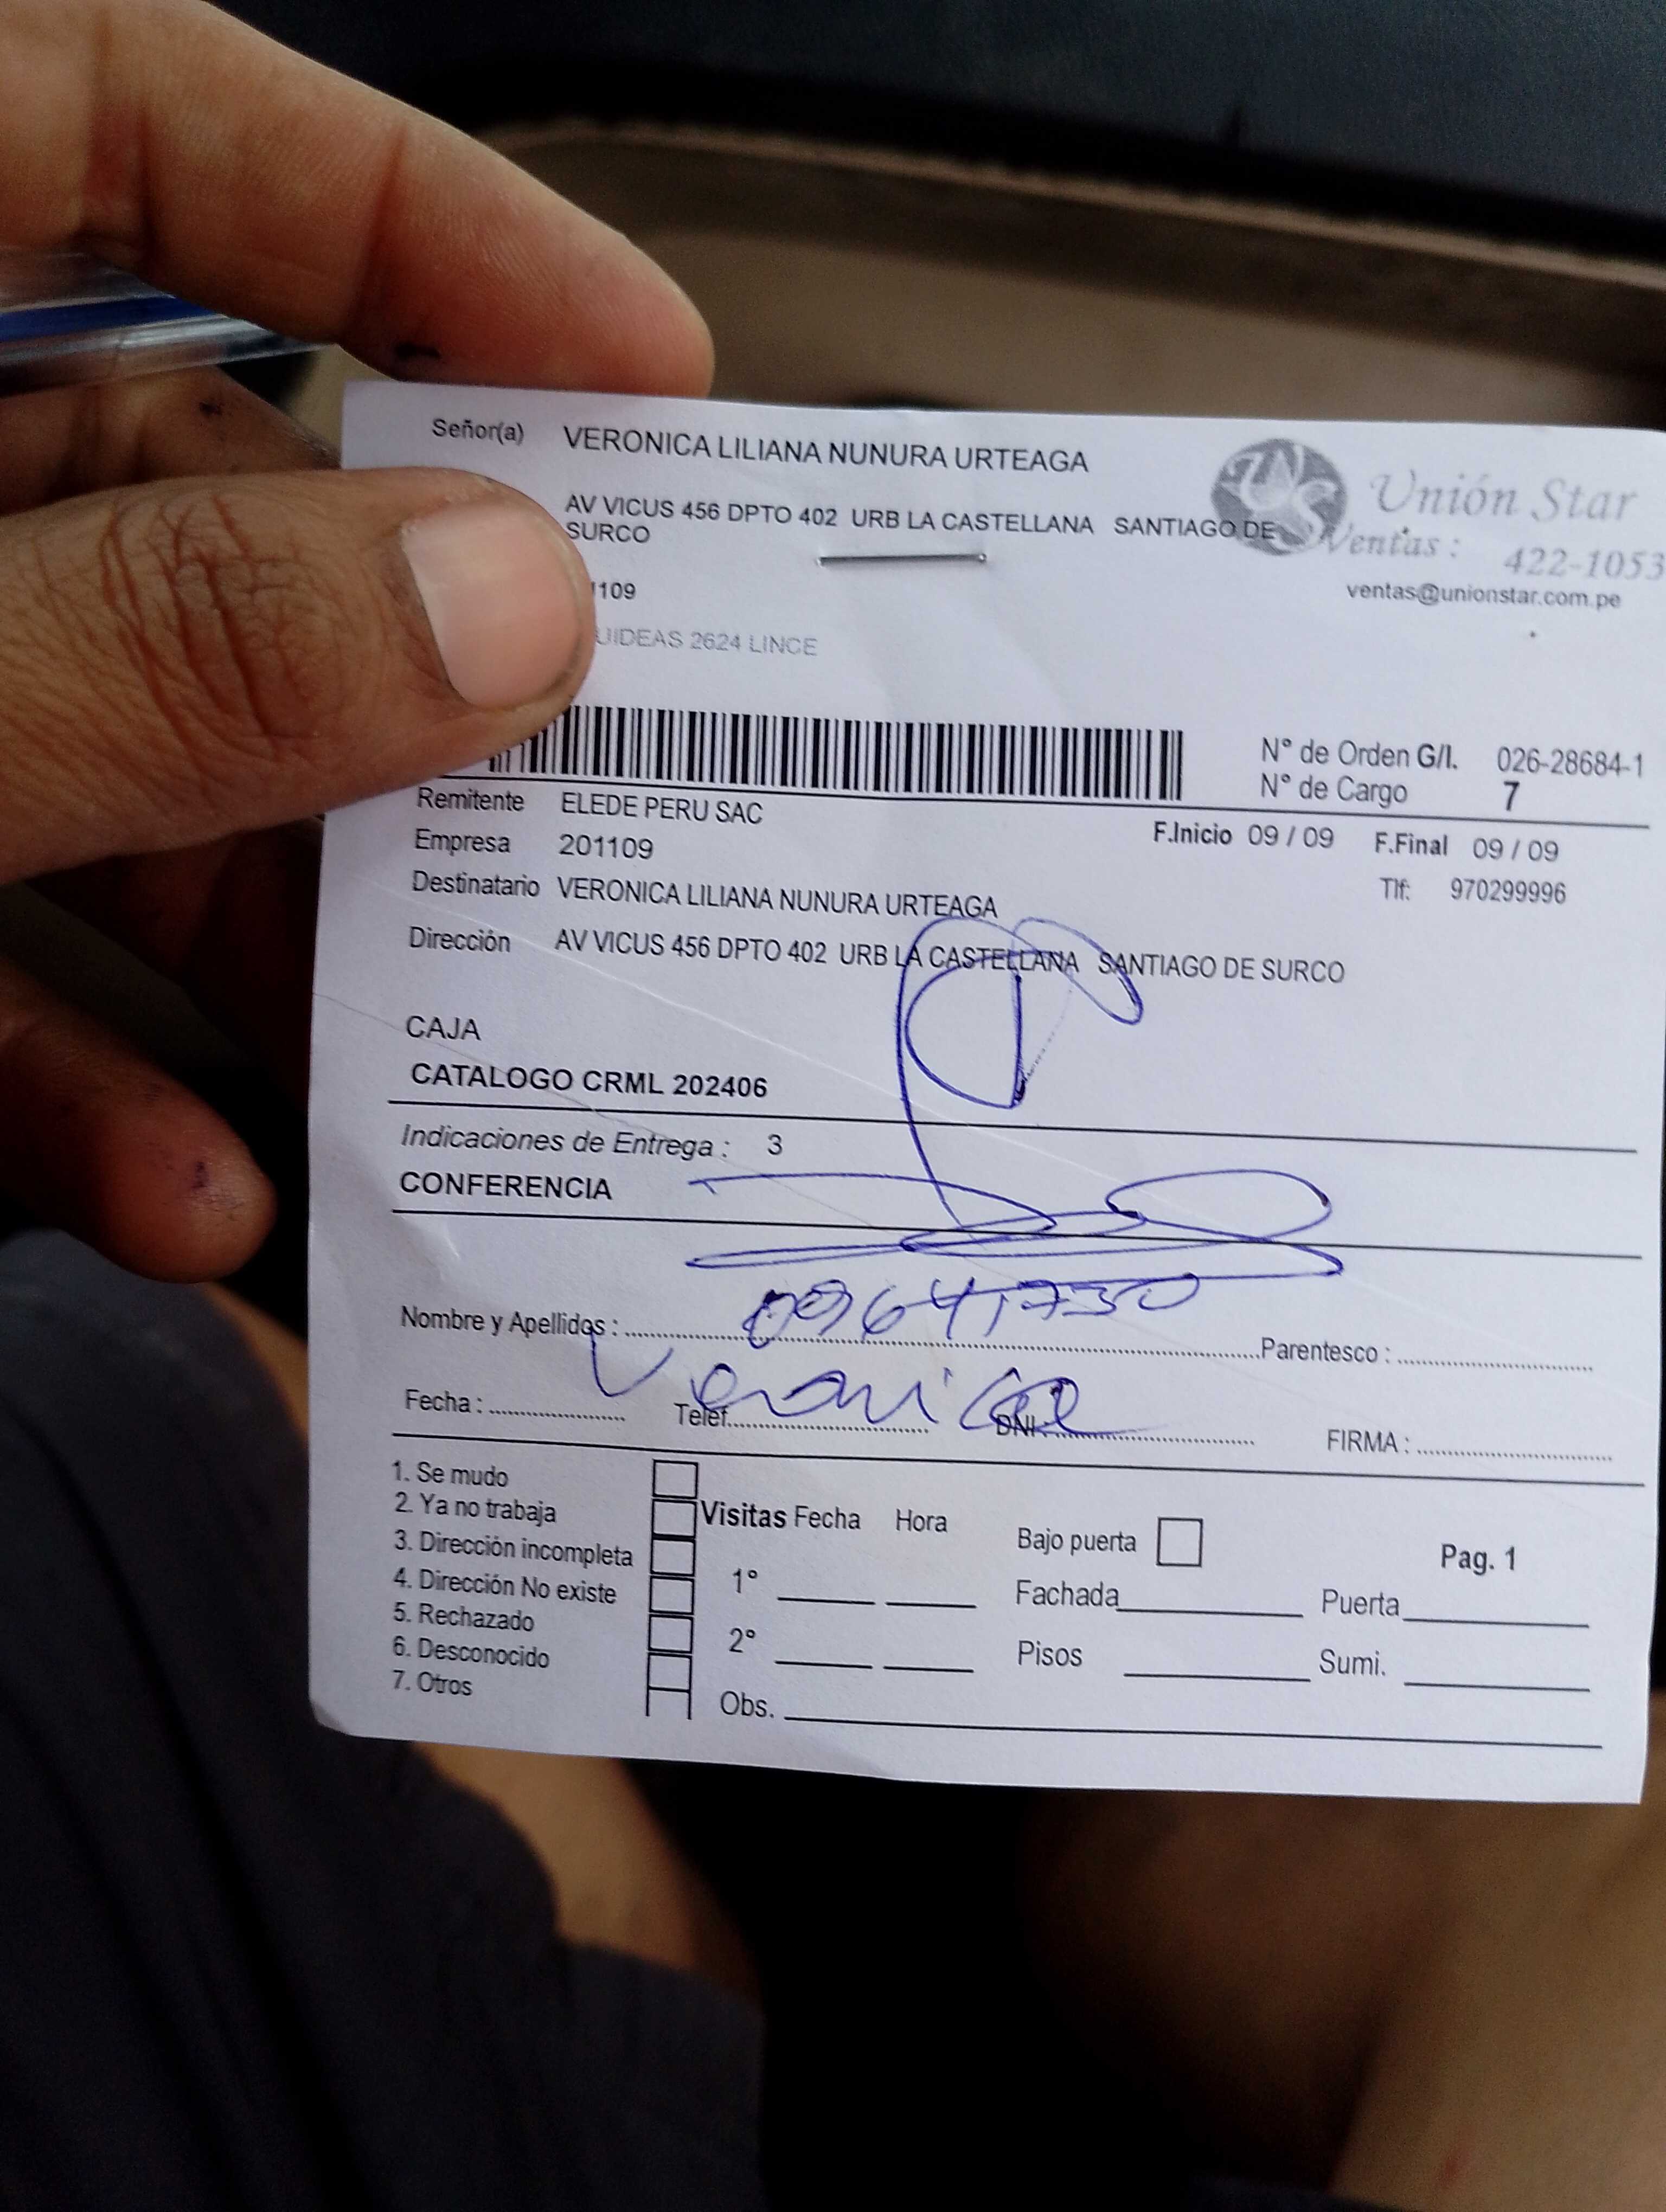 Señor(a) VERONICA LILIANA NUNURA URTEAGA
AV VICUS 456 DPTO 402 URB LA CASTELLANA SANTIAGO DE
SURCO
1109
UIDEAS 2624 LINCE
Unión Star
Ventas : 422-1053
ventas@unionstar.com.pe
N° de Orden G/I. 026-28684-1
N° de Cargo 7
Remitente ELEDE PERU SAC
F.Inicio 09 / 09 F.Final 09 / 09
Empresa 201109
Tlf: 970299996
Destinatario VERONICA LILIANA NUNURA URTEAGA
Dirección AV VICUS 456 DPTO 402 URB LA CASTELLANA SANTIAGO DE SURCO
CAJA
CATALOGO CRML 202406
Indicaciones de Entrega : 3
CONFERENCIA
Nombre y Apellidos : Parentesco :
Veronica
Fecha : Telef. DNI FIRMA :
1. Se mudo
2. Ya no trabaja
3. Dirección incompleta
4. Dirección No existe
5. Rechazado
6. Desconocido
7. Otros
Visitas Fecha Hora
1°
2°
Obs.
Bajo puerta
Pag. 1
Fachada Puerta
Pisos Sumi.